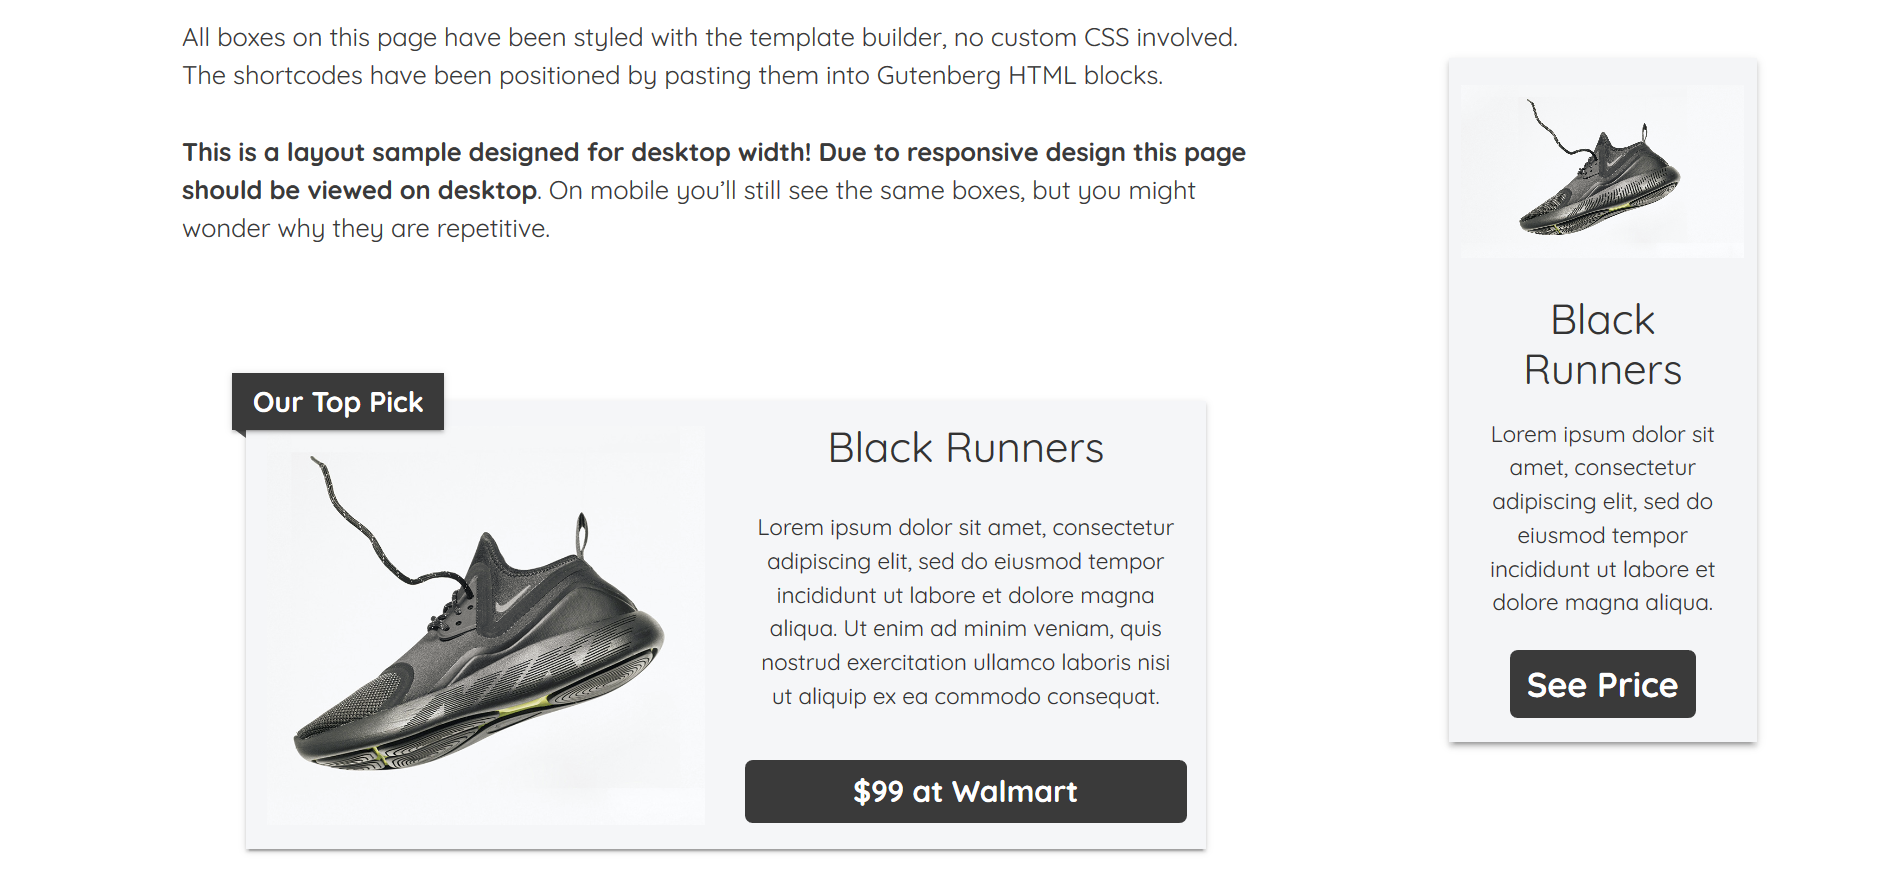 All boxes on this page have been styled with the template builder, no custom CSS involved.
The shortcodes have been positioned by pasting them into Gutenberg HTML blocks.
This is a layout sample designed for desktop width! Due to responsive design this page
should be viewed on desktop. On mobile you’ll still see the same boxes, but you might
wonder why they are repetitive.
Our Top Pick
Black Runners
Lorem ipsum dolor sit amet, consectetur
adipiscing elit, sed do eiusmod tempor
incididunt ut labore et dolore magna
aliqua. Ut enim ad minim veniam, quis
nostrud exercitation ullamco laboris nisi
ut aliquip ex ea commodo consequat.
$99 at Walmart
Black
Runners
Lorem ipsum dolor sit
amet, consectetur
adipiscing elit, sed do
eiusmod tempor
incididunt ut labore et
dolore magna aliqua.
See Price